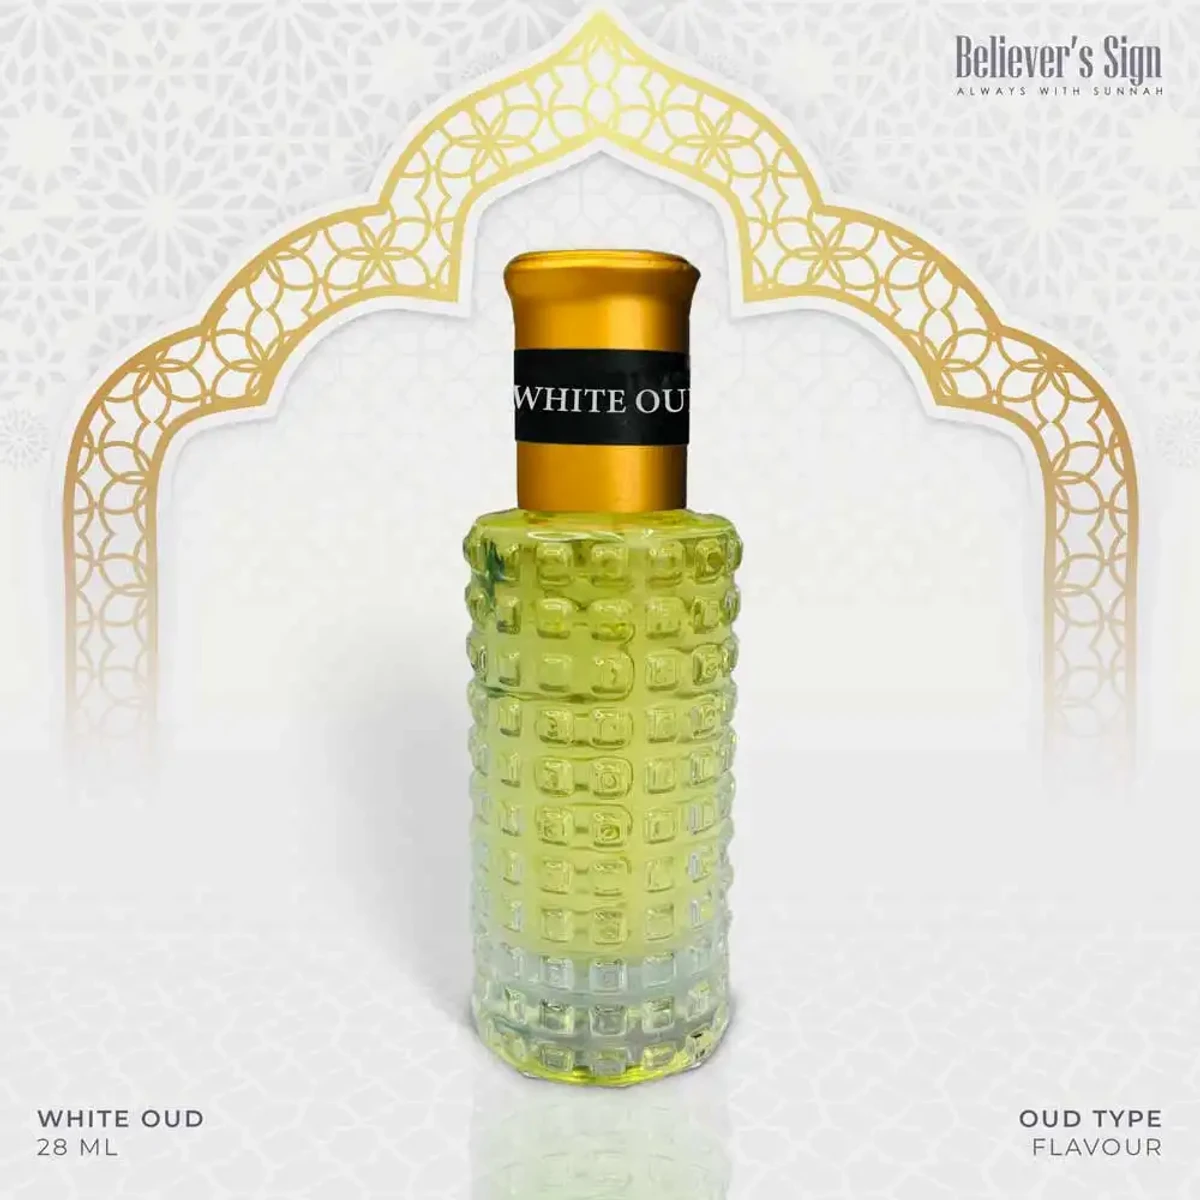 Believer's Sign
ALWAYS WITH SUNNAH
WHITE OU
WHITE OUD
28 ML
OUD TYPE
FLAVOUR